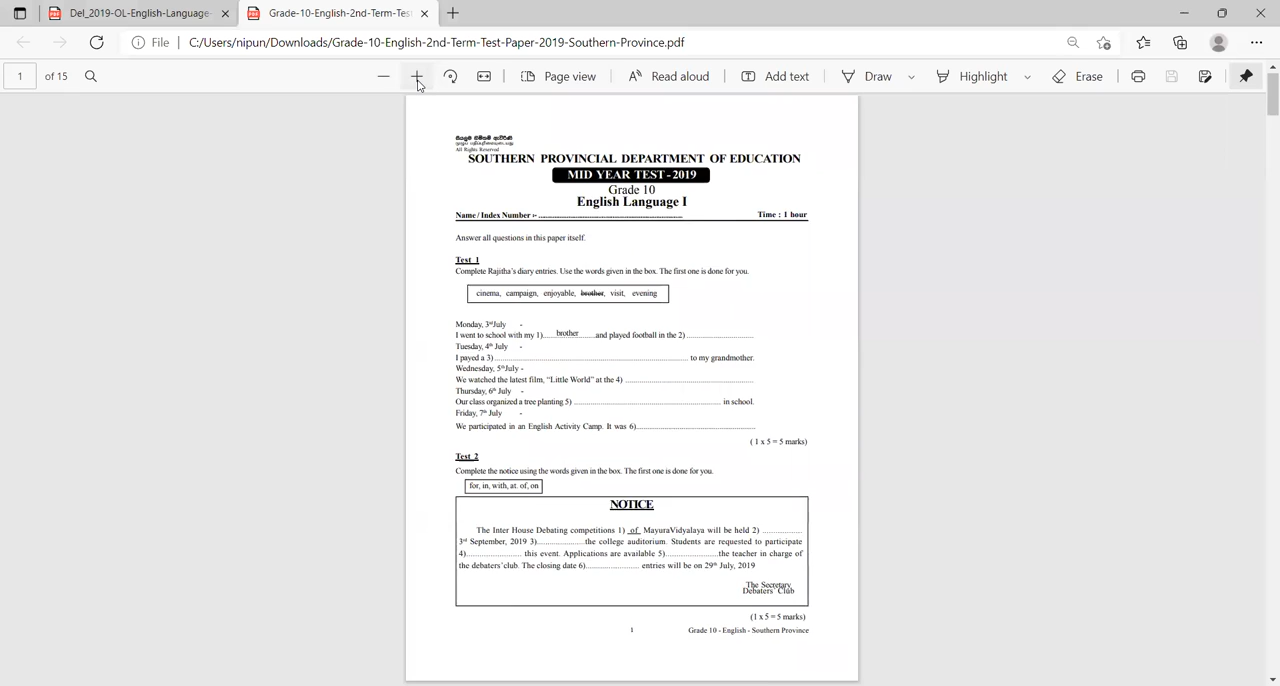 Del_2019-OL-English-Language-
Grade-10-English-2nd-Term-Test
File C:/Users/nipun/Downloads/Grade-10-English-2nd-Term-Test-Paper-2019-Southern-Province.pdf
1 of 15 Page view Read aloud Add text Draw Highlight Erase
All Rights Reserved
SOUTHERN PROVINCIAL DEPARTMENT OF EDUCATION
MID YEAR TEST - 2019
Grade 10
English Language I
Name / Index Number :- ........................................................ Time : 1 hour
Answer all questions in this paper itself.
Test 1
Complete Rajitha's diary entries. Use the words given in the box. The first one is done for you.
cinema, campaign, enjoyable, brother, visit, evening
Monday, 3rd July -
I went to school with my 1)......brother......and played football in the 2) ..............................
Tuesday, 4th July -
I payed a 3) .................................................................................... to my grandmother.
Wednesday, 5th July -
We watched the latest film, “Little World” at the 4) ......................................................
Thursday, 6th July -
Our class organized a tree planting 5) .............................................................. in school.
Friday, 7th July -
We participated in an English Activity Camp. It was 6)..................................................
( 1 x 5 = 5 marks)
Test 2
Complete the notice using the words given in the box. The first one is done for you.
for, in, with, at. of, on
NOTICE
The Inter House Debating competitions 1) of MayuraVidyalaya will be held 2) .................
3rd September, 2019 3)....................the college auditorium. Students are requested to participate
4)....................... this event. Applications are available 5)......................the teacher in charge of
the debaters'club. The closing date 6)....................... entries will be on 29th July, 2019
The Secretary
Debaters' Club
(1 x 5 = 5 marks)
1 Grade 10 - English - Southern Province